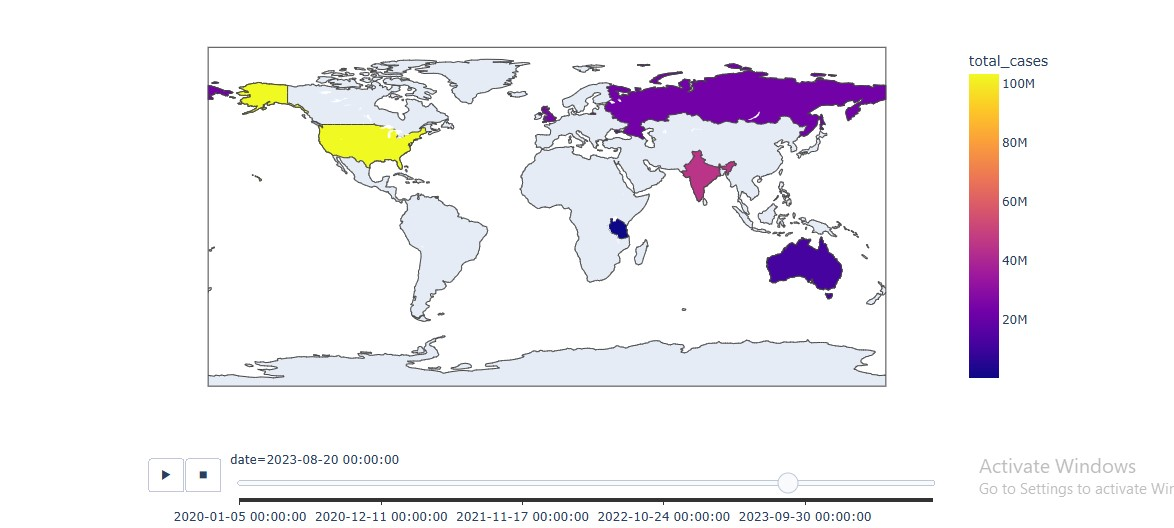 total_cases
100M
80M
60M
40M
20M
date=2023-08-20 00:00:00
2020-01-05 00:00:00 2020-12-11 00:00:00 2021-11-17 00:00:00 2022-10-24 00:00:00 2023-09-30 00:00:00
Activate Windows
Go to Settings to activate Win